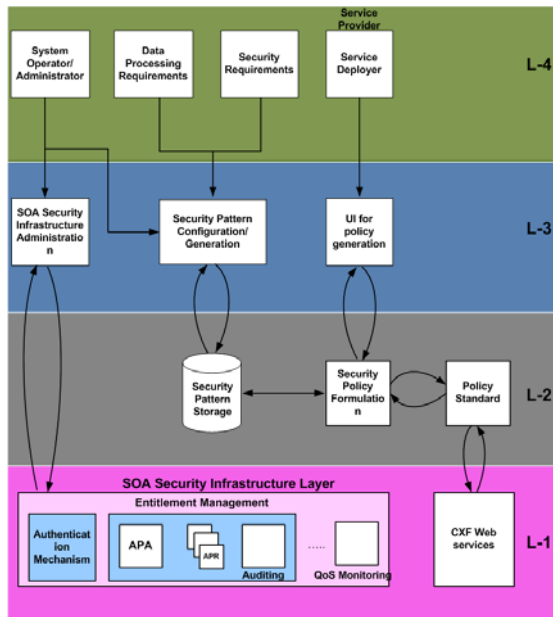 Service
Provider
System
Operator/
Administrator
Data
Processing
Requirements
Security
Requirements
Service
Deployer
L-4
SOA Security
Infrastructure
Administratio
n
Security Pattern
Configuration/
Generation
UI for
policy
generation
L-3
Security
Pattern
Storage
Security
Policy
Formulatio
n
Policy
Standard
L-2
SOA Security Infrastructure Layer
Entitlement Management
Authenticat
ion
Mechanism
APA
APR
Auditing
.....
QoS Monitoring
CXF Web
services
L-1